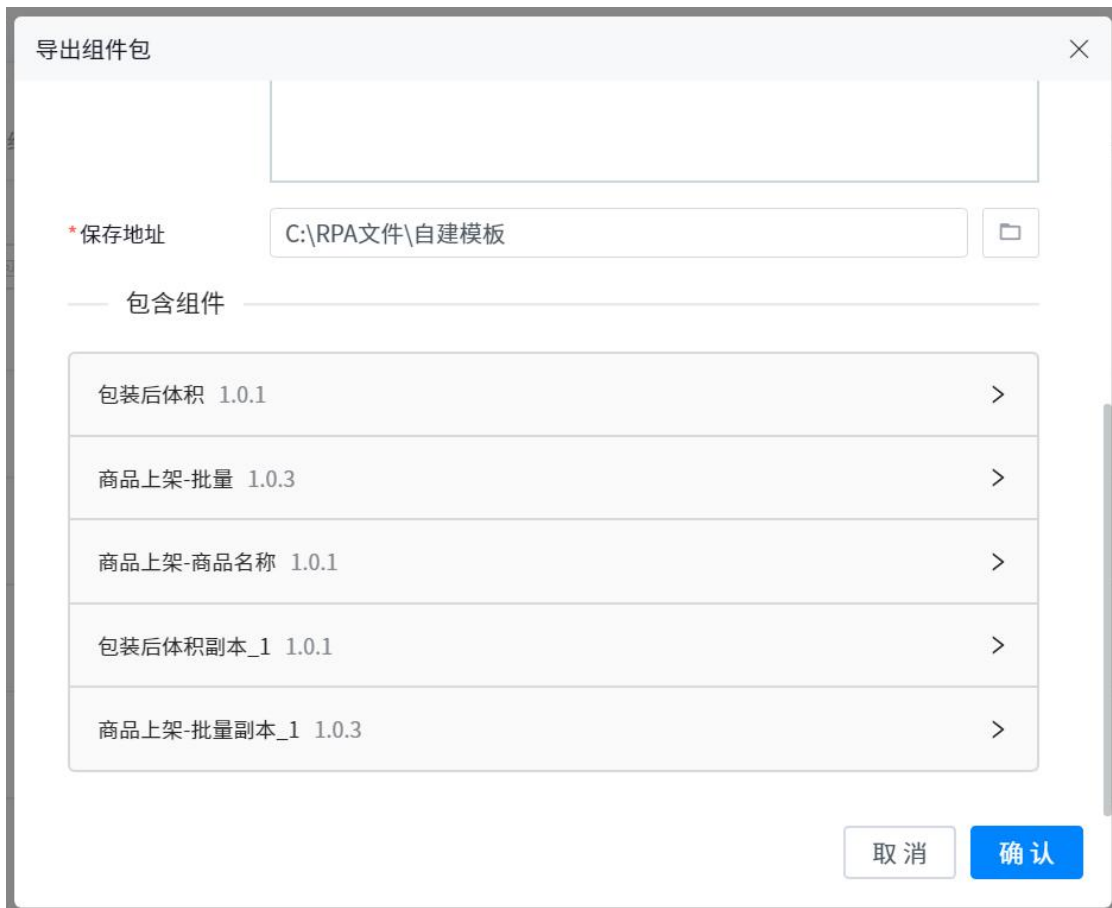 导出组件包
*保存地址
C:\RPA文件\自建模板
包含组件
包装后体积 1.0.1
商品上架-批量 1.0.3
商品上架-商品名称 1.0.1
包装后体积副本_1 1.0.1
商品上架-批量副本_1 1.0.3
取消
确认